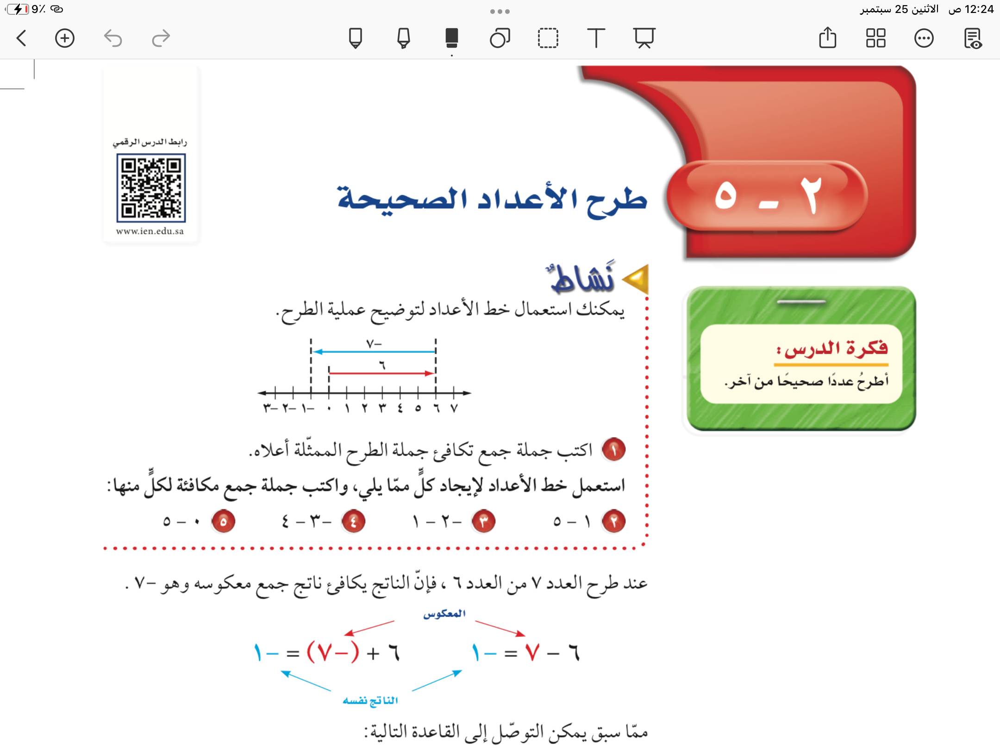 12:24 ص الاثنين 25 سبتمبر
9٪
٢ - ٥
طرح الأعداد الصحيحة
رابط الدرس الرقمي
www.ien.edu.sa
نَشاطٌ
يمكنك استعمال خط الأعداد لتوضيح عملية الطرح.
–٧
٦
–٣ –٢ –١ ٠ ١ ٢ ٣ ٤ ٥ ٦ ٧
فكرة الدرس:
أطرحُ عددًا صحيحًا من آخر.
١ اكتب جملة جمع تكافئ جملة الطرح الممثّلة أعلاه.
استعمل خط الأعداد لإيجاد كلٍّ ممّا يلي، واكتب جملة جمع مكافئة لكلٍّ منها:
٢ ١ – ٥ ٣ –٢ – ١ ٤ –٣ – ٤ ٥ ٠ – ٥
عند طرح العدد ٧ من العدد ٦ ، فإنّ الناتج يكافئ ناتج جمع معكوسه وهو –٧ .
المعكوس
٦ – ٧ = –١ ٦ + (–٧) = –١
الناتج نفسه
ممّا سبق يمكن التوصّل إلى القاعدة التالية: